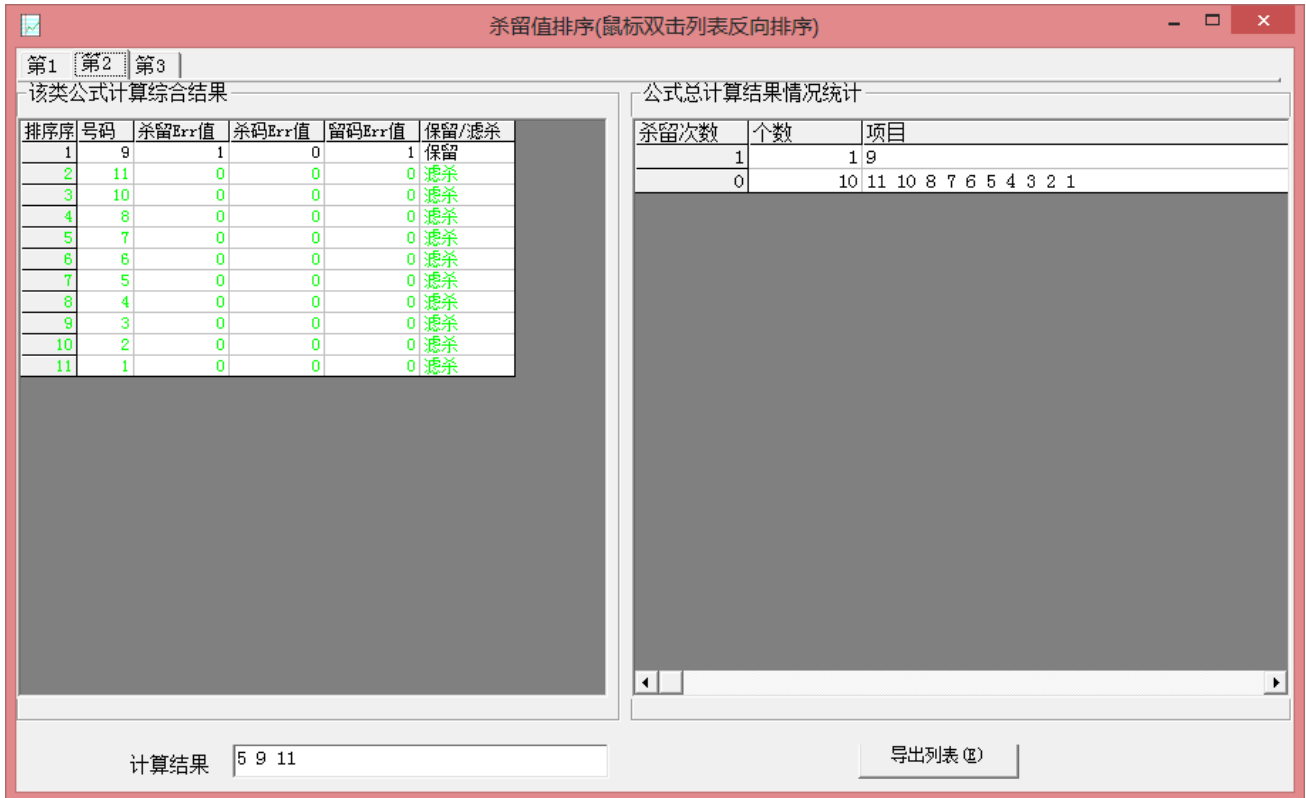 杀留值排序(鼠标双击列表反向排序)
第1 第2 第3
该类公式计算综合结果
排序序 号码 杀留Err值 杀码Err值 留码Err值 保留/滤杀
1 9 1 0 1 保留
2 11 0 0 0 滤杀
3 10 0 0 0 滤杀
4 8 0 0 0 滤杀
5 7 0 0 0 滤杀
6 6 0 0 0 滤杀
7 5 0 0 0 滤杀
8 4 0 0 0 滤杀
9 3 0 0 0 滤杀
10 2 0 0 0 滤杀
11 1 0 0 0 滤杀
公式总计算结果情况统计
杀留次数 个数 项目
1 1 9
0 10 11 10 8 7 6 5 4 3 2 1
计算结果 5 9 11
导出列表(E)